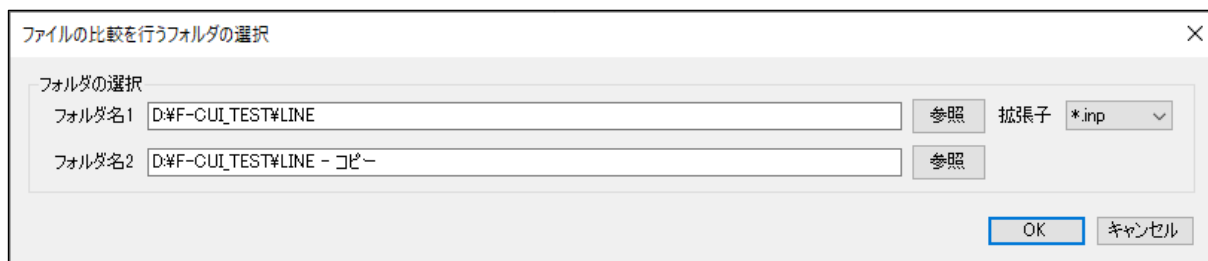 ファイルの比較を行うフォルダの選択
フォルダの選択
フォルダ名1 D:¥F-CUI_TEST¥LINE 参照 拡張子 *.inp
フォルダ名2 D:¥F-CUI_TEST¥LINE - コピー 参照
OK キャンセル